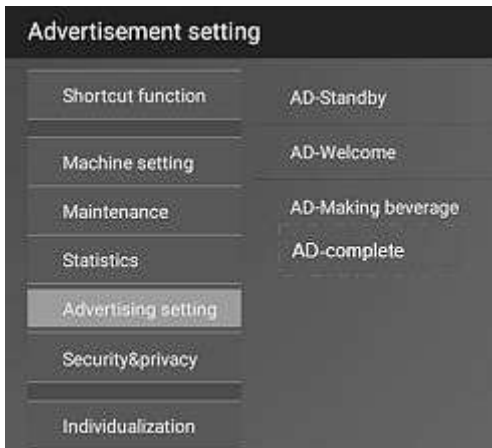 Advertisement setting
Shortcut function
Machine setting
Maintenance
Statistics
Advertising setting
Security&privacy
Individualization
AD-Standby
AD-Welcome
AD-Making beverage
AD-complete